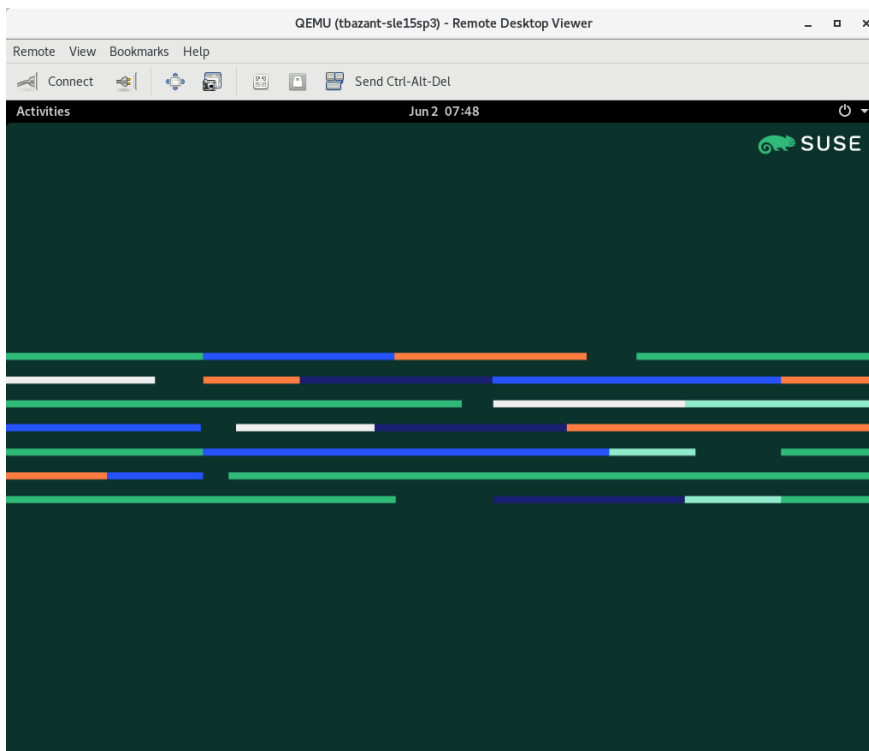 QEMU (tbazant-sle15sp3) - Remote Desktop Viewer
Remote View Bookmarks Help
Connect Send Ctrl-Alt-Del
Activities Jun 2 07:48
SUSE